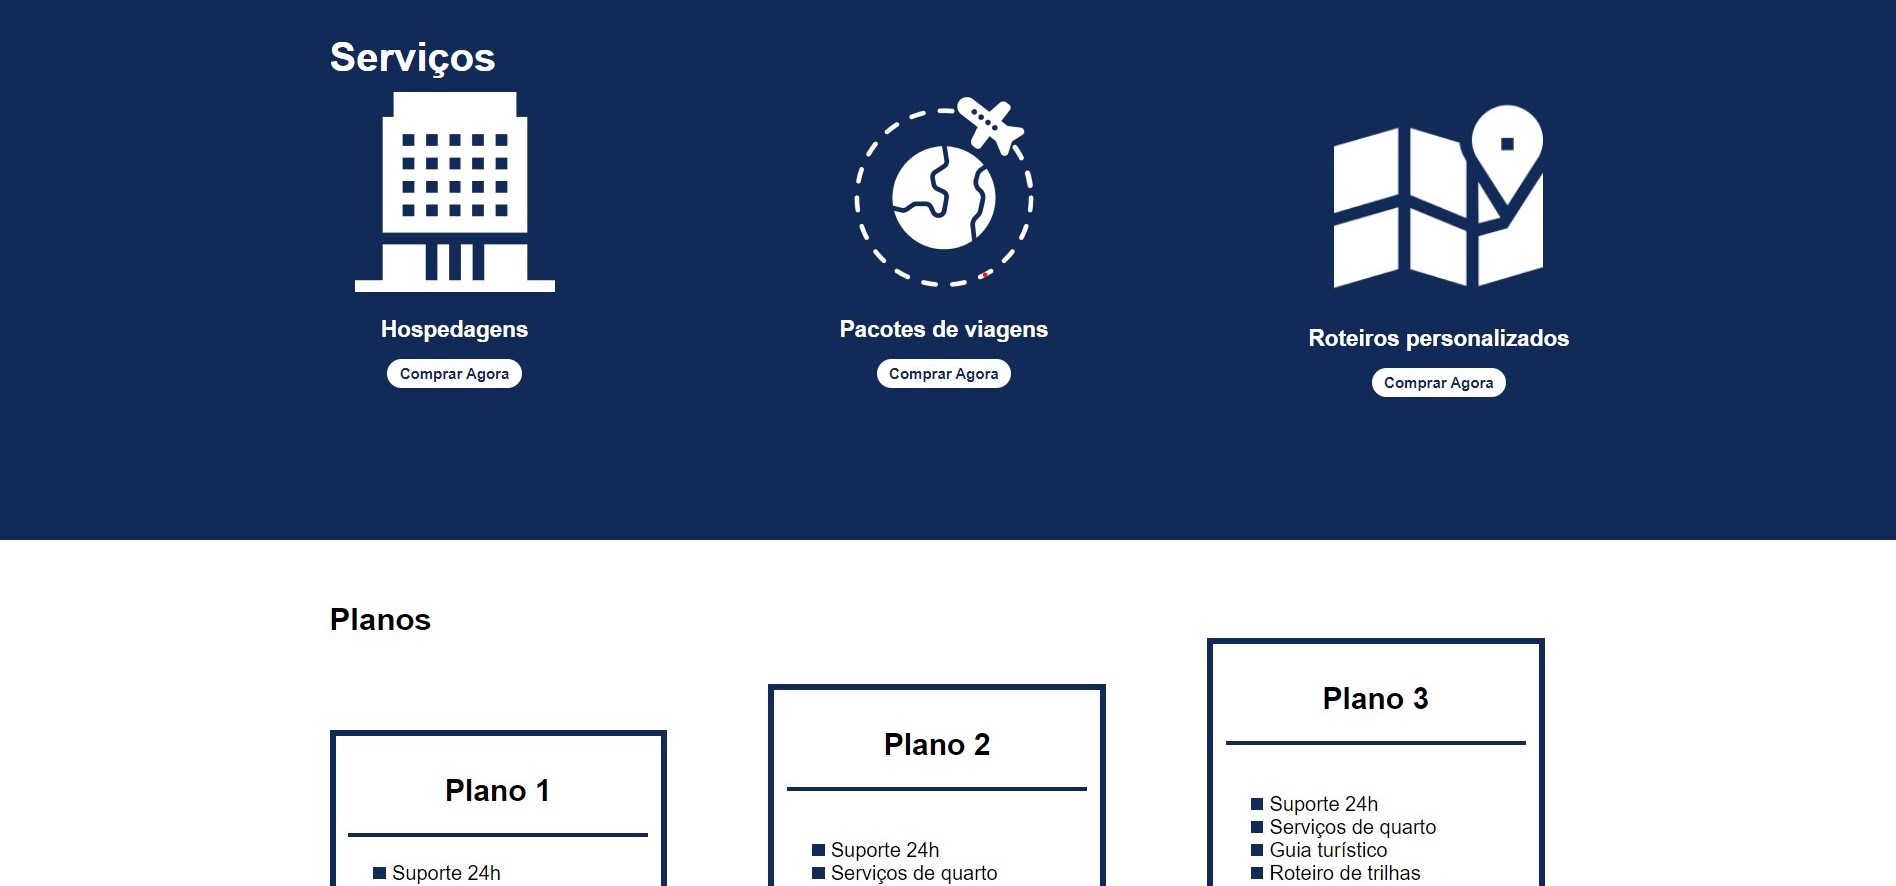 Serviços
Hospedagens
Comprar Agora
Pacotes de viagens
Comprar Agora
Roteiros personalizados
Comprar Agora
Planos
Plano 1
Suporte 24h
Plano 2
Suporte 24h
Serviços de quarto
Plano 3
Suporte 24h
Serviços de quarto
Guia turístico
Roteiro de trilhas